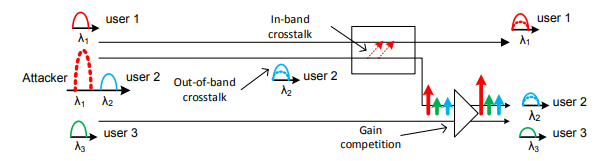 user 1
λ1
In-band
crosstalk
user 1
λ1
Attacker
user 2
λ1 λ2
Out-of-band
crosstalk
user 2
λ2
user 2
λ2
user 3
λ3
Gain
competition
user 3
λ3